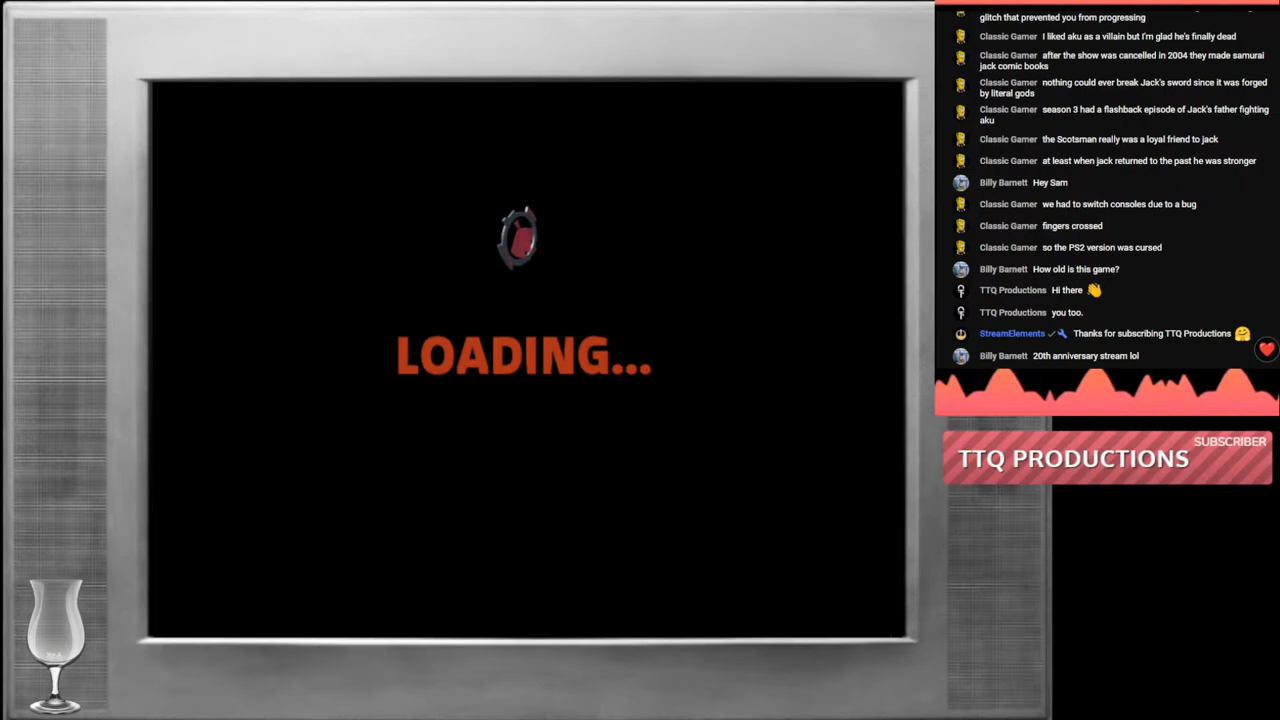 glitch that prevented you from progressing
Classic Gamer I liked aku as a villain but I'm glad he's finally dead
Classic Gamer after the show was cancelled in 2004 they made samurai
jack comic books
Classic Gamer nothing could ever break Jack's sword since it was forged
by literal gods
Classic Gamer season 3 had a flashback episode of Jack's father fighting
aku
Classic Gamer the Scotsman really was a loyal friend to jack
Classic Gamer at least when jack returned to the past he was stronger
Billy Barnett Hey Sam
Classic Gamer we had to switch consoles due to a bug
Classic Gamer fingers crossed
Classic Gamer so the PS2 version was cursed
Billy Barnett How old is this game?
TTQ Productions Hi there 👋
TTQ Productions you too.
StreamElements Thanks for subscribing TTQ Productions 🤗
Billy Barnett 20th anniversary stream lol
LOADING...
SUBSCRIBER
TTQ PRODUCTIONS